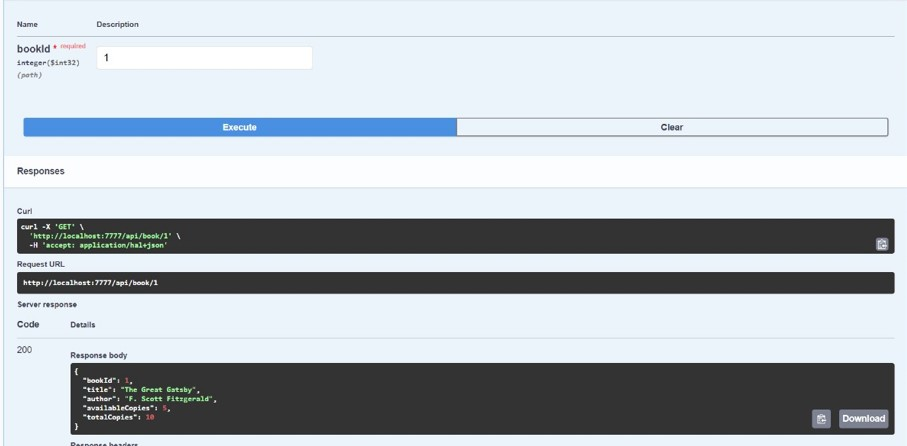 Name Description
bookId * required
1
integer($int32)
(path)
Execute Clear
Responses
Curl
curl -X 'GET' \
'http://localhost:7777/api/book/1' \
-H 'accept: application/hal+json'
Request URL
http://localhost:7777/api/book/1
Server response
Code Details
200
Response body
{
"bookId": 1,
"title": "The Great Gatsby",
"author": "F. Scott Fitzgerald",
"availableCopies": 5,
"totalCopies": 10
}
Download
Response headers